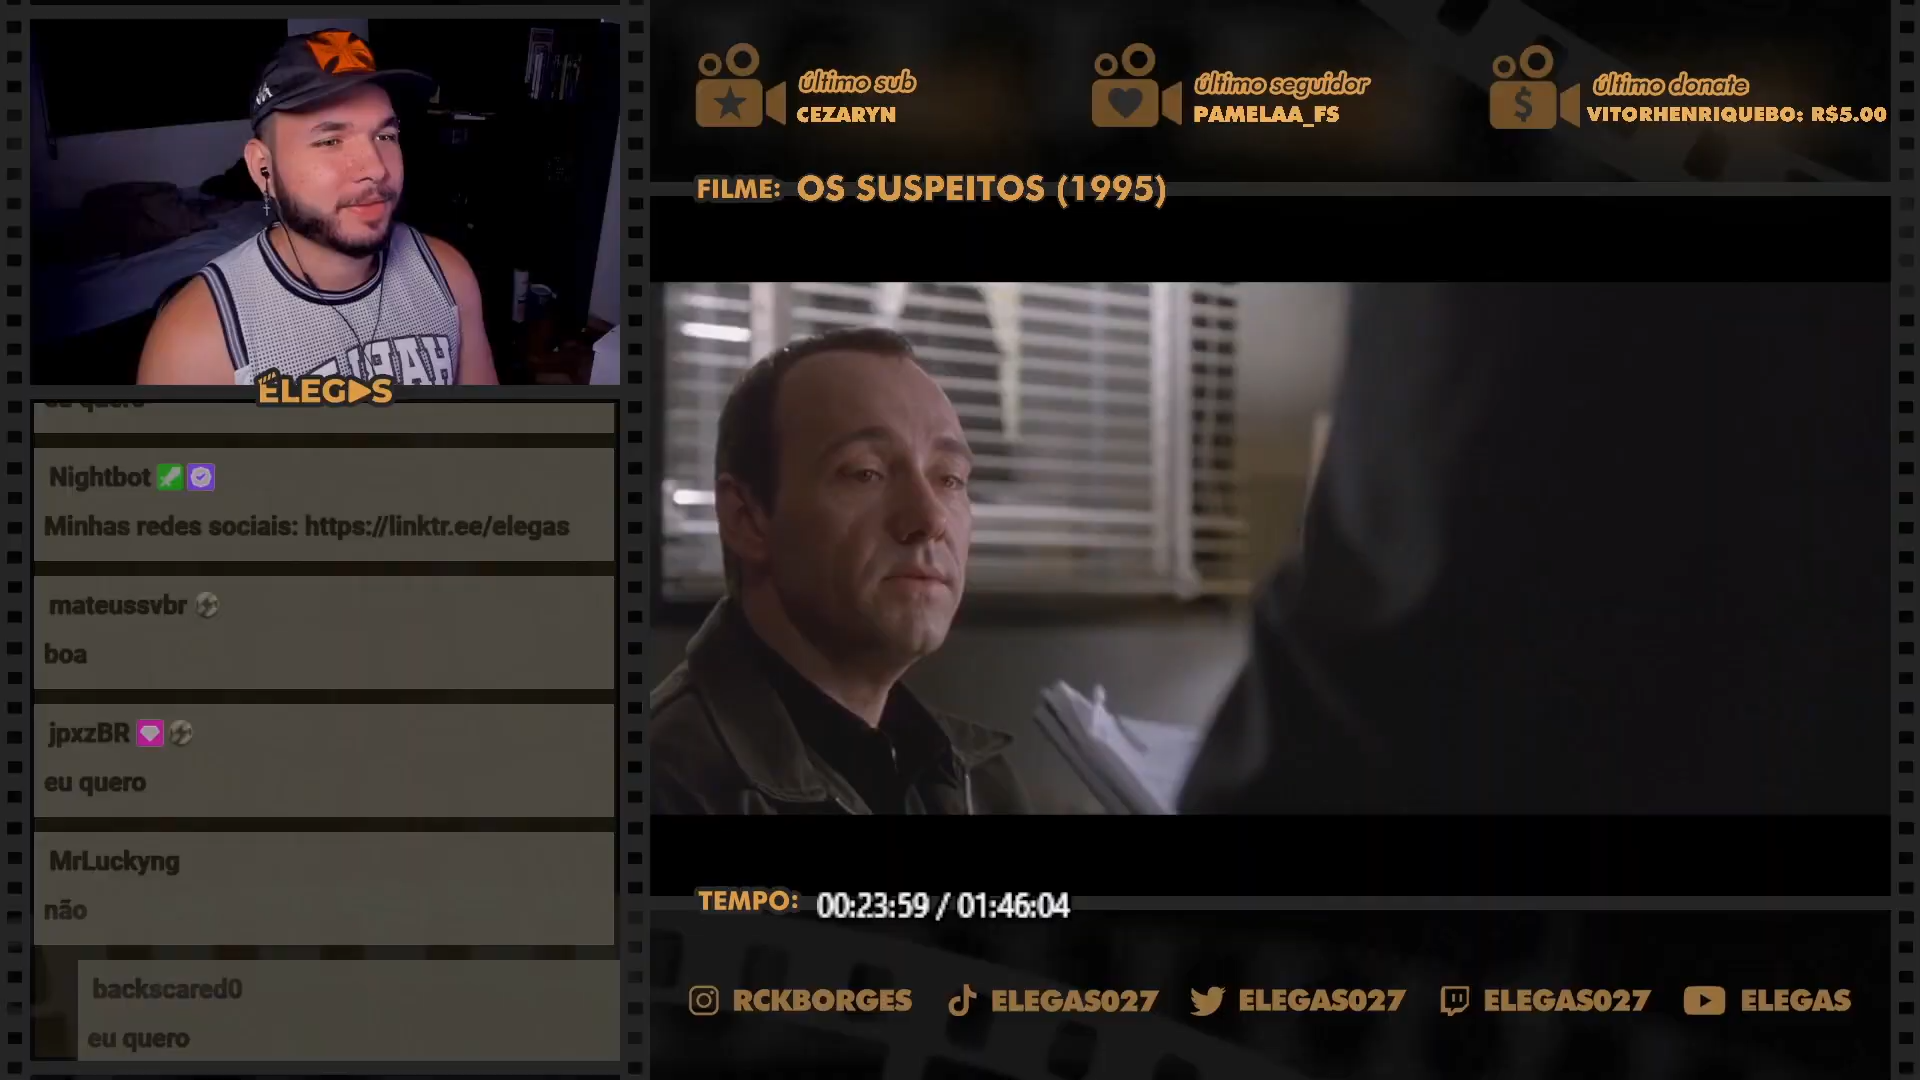 último sub
CEZARYN
último seguidor
PAMELAA_FS
último donate
VITORHENRIQUEBO: R$5.00
FILME: OS SUSPEITOS (1995)
ELEGAS
eu quero
Nightbot
Minhas redes sociais: https://linktr.ee/elegas
mateussvbr
boa
jpxzBR
eu quero
MrLuckyng
não
backscared0
eu quero
TEMPO: 00:23:59 / 01:46:04
RCKBORGES
ELEGAS027
ELEGAS027
ELEGAS027
ELEGAS